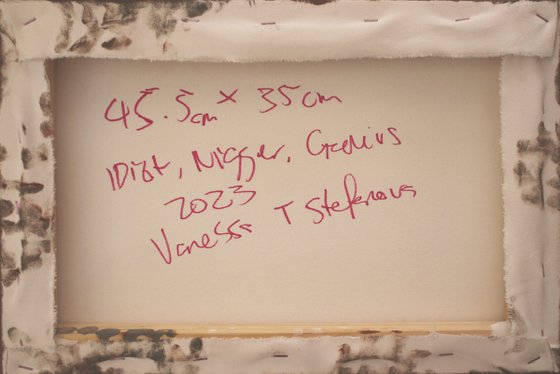 45.5cm x 35cm
IDiot, Nigger, Genius
2023
Vanessa T Stefanova